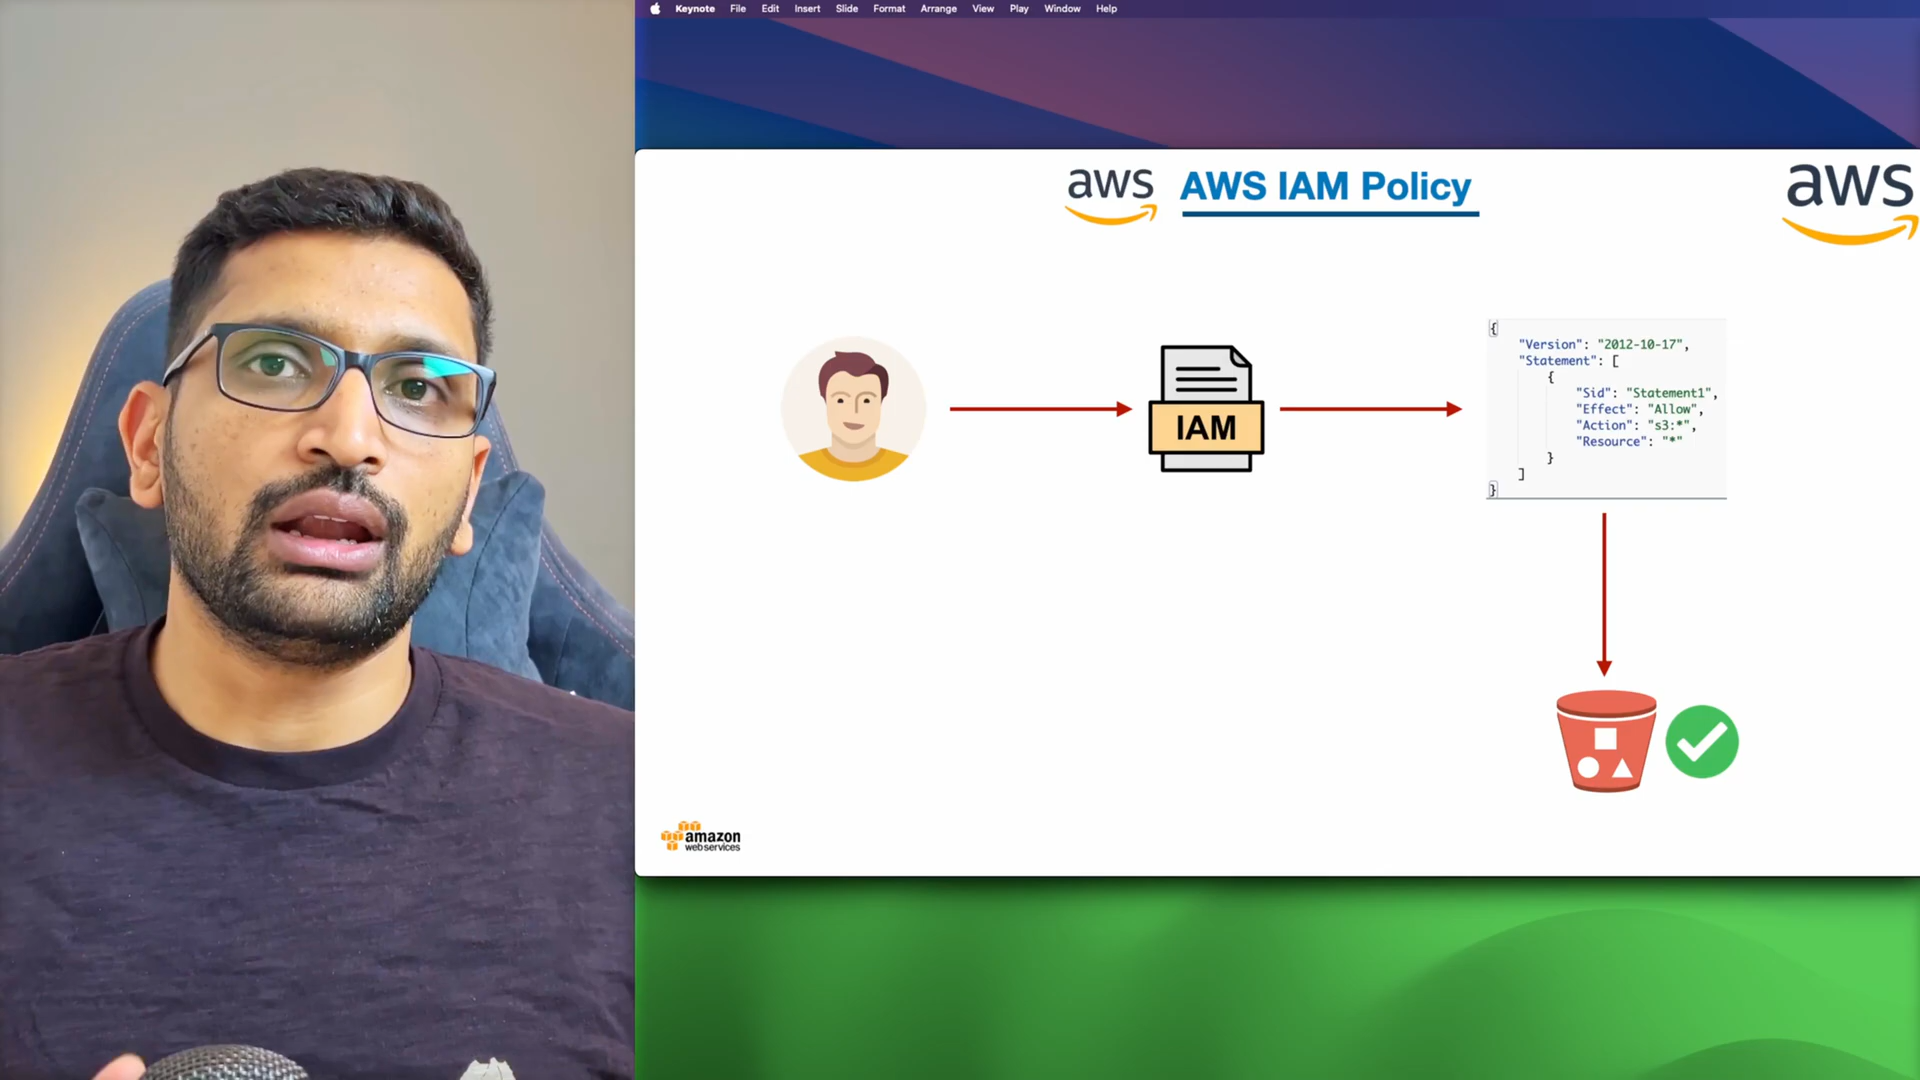 Keynote File Edit Insert Slide Format Arrange View Play Window Help
aws AWS IAM Policy
aws
IAM
{
"Version": "2012-10-17",
"Statement": [
{
"Sid": "Statement1",
"Effect": "Allow",
"Action": "s3:*",
"Resource": "*"
}
]
}
amazon
webservices